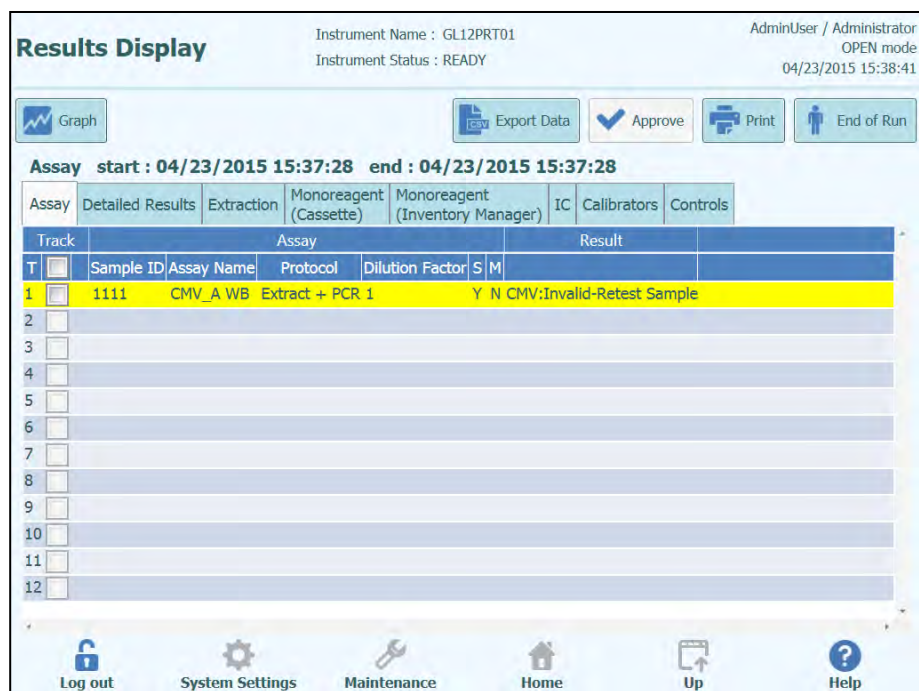 Results Display
Instrument Name : GL12PRT01
Instrument Status : READY
AdminUser / Administrator
OPEN mode
04/23/2015 15:38:41
Graph
CSV Export Data
Approve
Print
End of Run
Assay start : 04/23/2015 15:37:28 end : 04/23/2015 15:37:28
Assay
Detailed Results
Extraction
Monoreagent
(Cassette)
Monoreagent
(Inventory Manager)
IC
Calibrators
Controls
Track Assay Result
T Sample ID Assay Name Protocol Dilution Factor S M
1 1111 CMV_A WB Extract + PCR 1 Y N CMV:Invalid-Retest Sample
2
3
4
5
6
7
8
9
10
11
12
Log out
System Settings
Maintenance
Home
Up
? Help